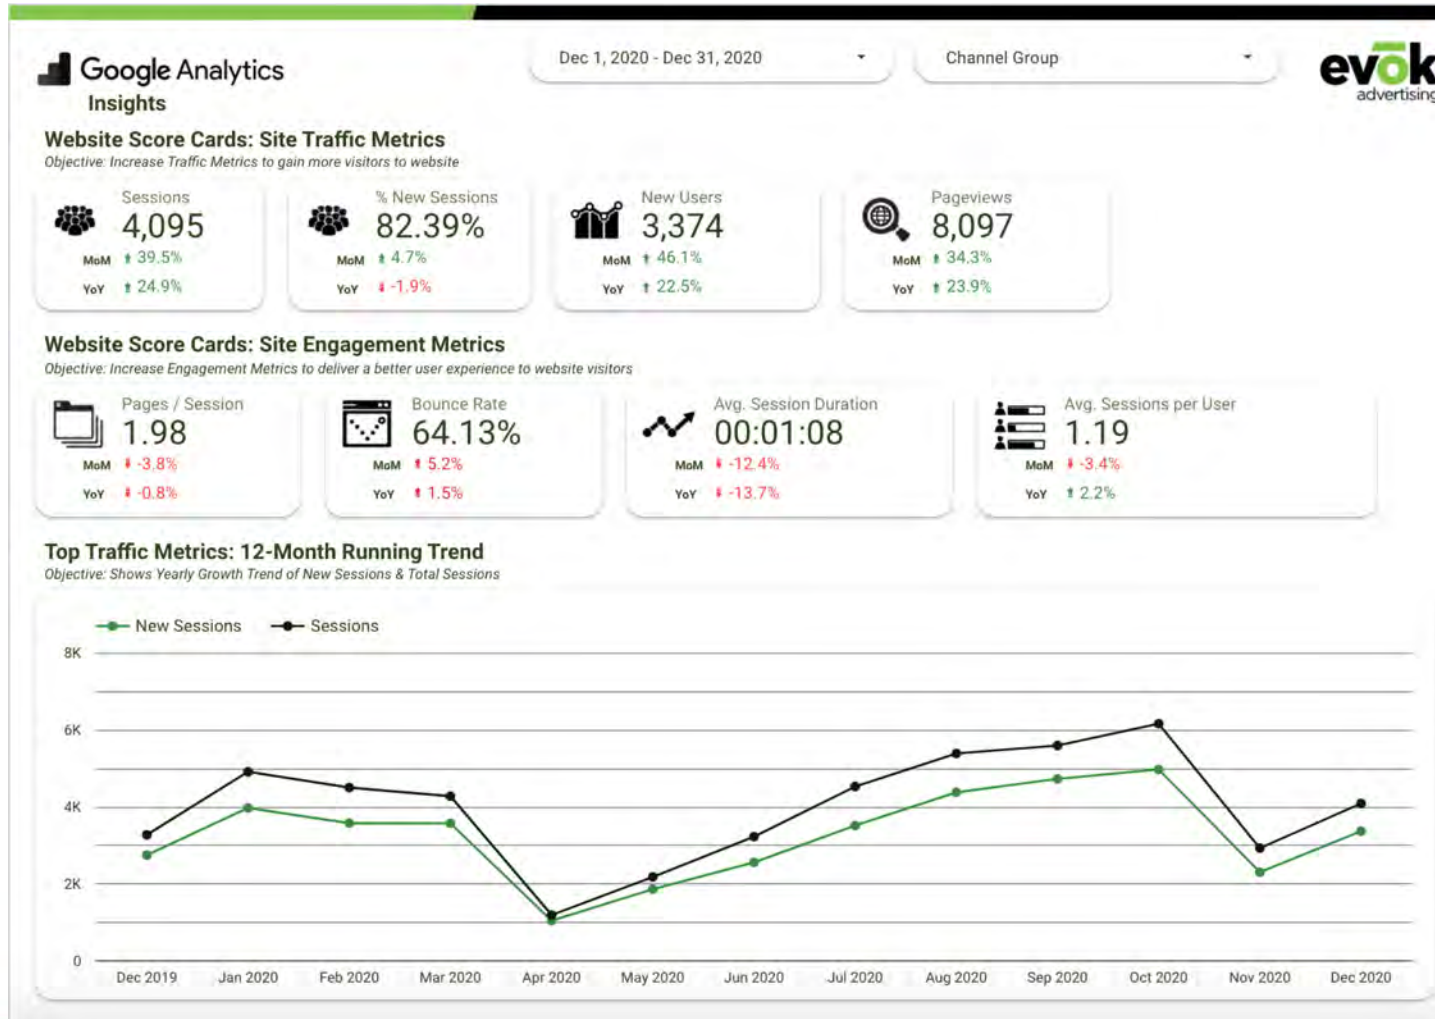 Google Analytics
Insights
Dec 1, 2020 - Dec 31, 2020
Channel Group
evōk
advertising
Website Score Cards: Site Traffic Metrics
Objective: Increase Traffic Metrics to gain more visitors to website
Sessions
4,095
MoM 39.5%
YoY 24.9%
% New Sessions
82.39%
MoM 4.7%
YoY -1.9%
New Users
3,374
MoM 46.1%
YoY 22.5%
Pageviews
8,097
MoM 34.3%
YoY 23.9%
Website Score Cards: Site Engagement Metrics
Objective: Increase Engagement Metrics to deliver a better user experience to website visitors
Pages / Session
1.98
MoM -3.8%
YoY -0.8%
Bounce Rate
64.13%
MoM 5.2%
YoY 1.5%
Avg. Session Duration
00:01:08
MoM -12.4%
YoY -13.7%
Avg. Sessions per User
1.19
MoM -3.4%
YoY 2.2%
Top Traffic Metrics: 12-Month Running Trend
Objective: Shows Yearly Growth Trend of New Sessions & Total Sessions
New Sessions Sessions
8K
6K
4K
2K
0
Dec 2019 Jan 2020 Feb 2020 Mar 2020 Apr 2020 May 2020 Jun 2020 Jul 2020 Aug 2020 Sep 2020 Oct 2020 Nov 2020 Dec 2020